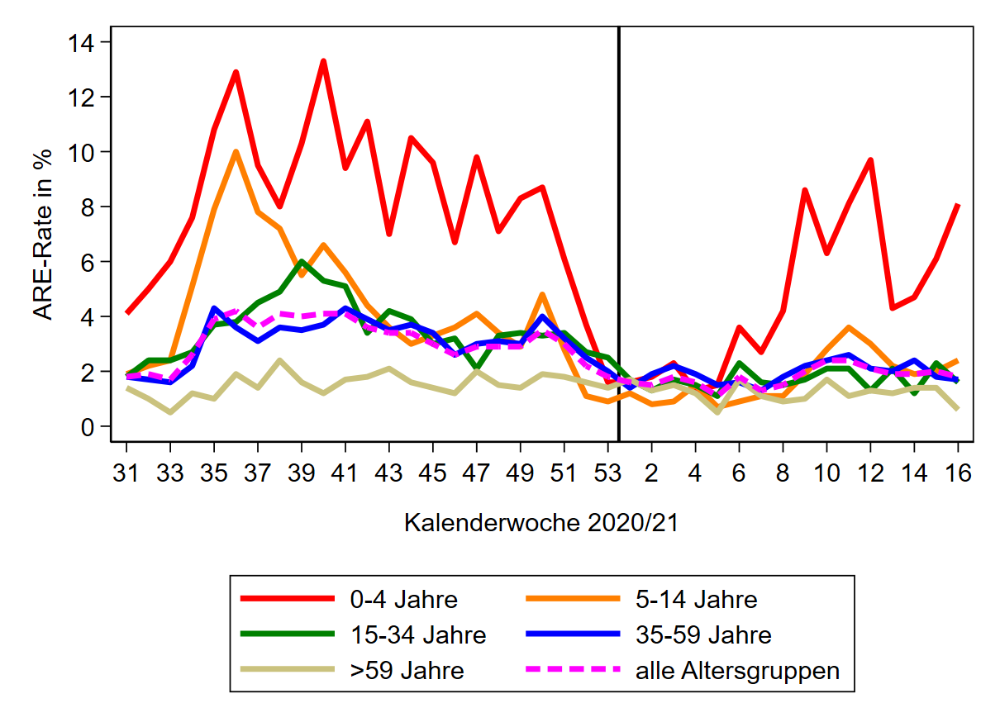 ARE-Rate in %
14
12
10
8
6
4
2
0
31 33 35 37 39 41 43 45 47 49 51 53 2 4 6 8 10 12 14 16
Kalenderwoche 2020/21
0-4 Jahre 5-14 Jahre
15-34 Jahre 35-59 Jahre
>59 Jahre alle Altersgruppen